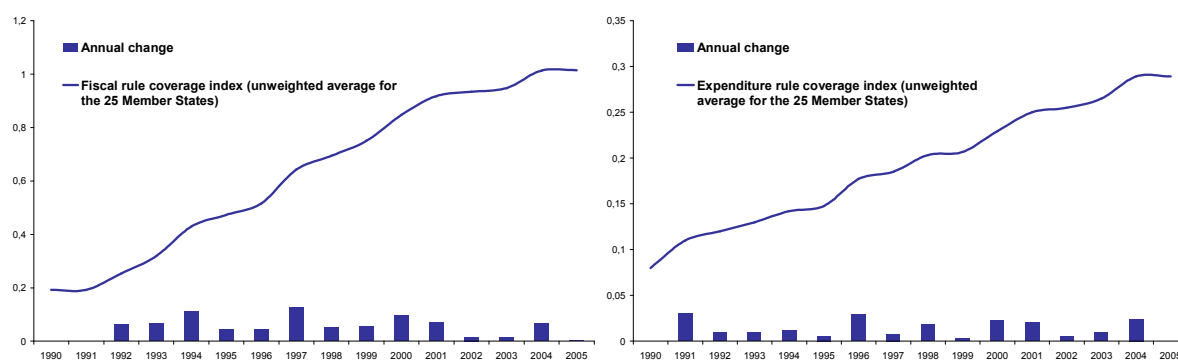 1,2
Annual change
1
Fiscal rule coverage index (unweighted average for
the 25 Member States)
0,8
0,6
0,4
0,2
0
1990 1991 1992 1993 1994 1995 1996 1997 1998 1999 2000 2001 2002 2003 2004 2005
0,35
Annual change
0,3
Expenditure rule coverage index (unweighted
average for the 25 Member States)
0,25
0,2
0,15
0,1
0,05
0
1990 1991 1992 1993 1994 1995 1996 1997 1998 1999 2000 2001 2002 2003 2004 2005